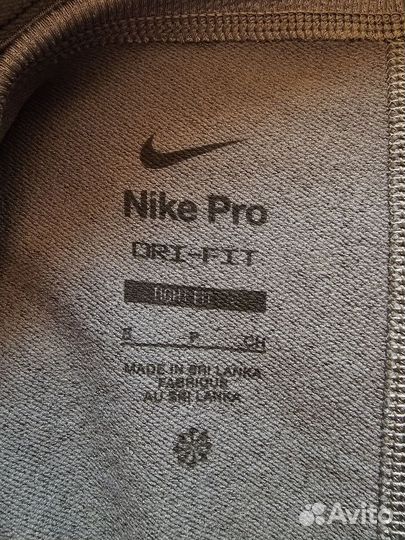 Nike Pro
DRI-FIT
TIGHT FIT
S P CH
MADE IN SRI LANKA
FABRIQUÉ
AU SRI LANKA
Avito